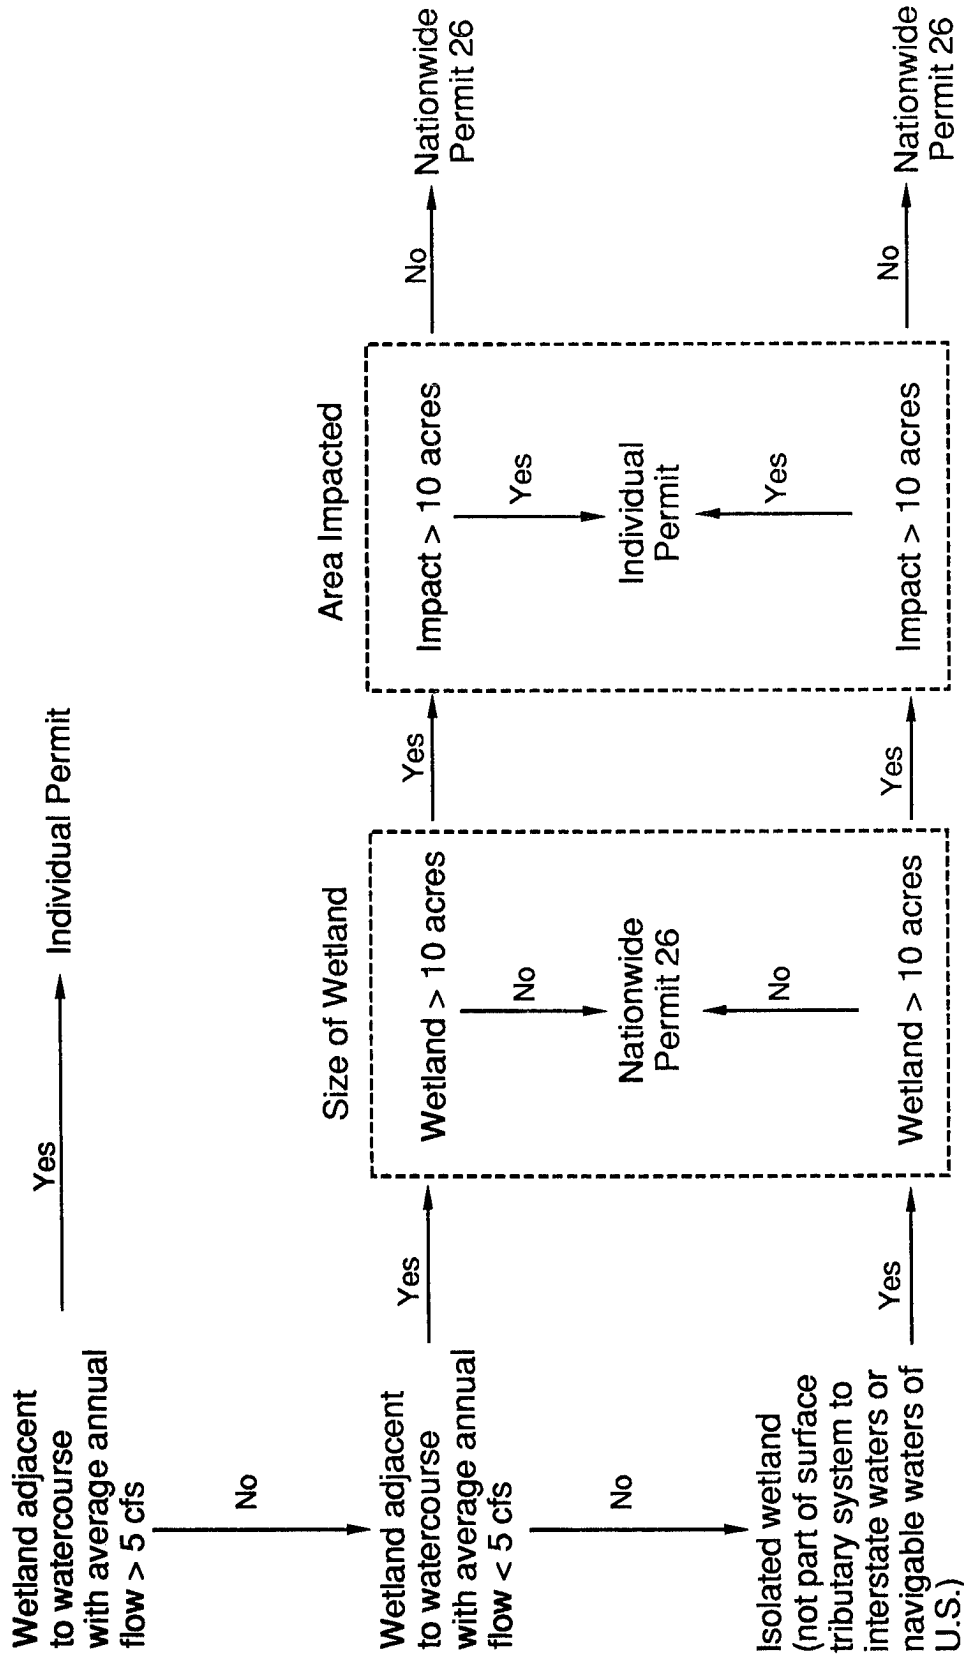 Wetland adjacent
to watercourse
with average annual
flow > 5 cfs
Yes
Individual Permit
No
Wetland adjacent
to watercourse
with average annual
flow < 5 cfs
Yes
Size of Wetland
Wetland > 10 acres
No
Nationwide
Permit 26
No
Wetland > 10 acres
Yes
Area Impacted
Impact > 10 acres
Yes
Individual
Permit
Yes
Impact > 10 acres
No
Nationwide
Permit 26
No
Isolated wetland
(not part of surface
tributary system to
interstate waters or
navigable waters of
U.S.)
Yes
Yes
No
Nationwide
Permit 26